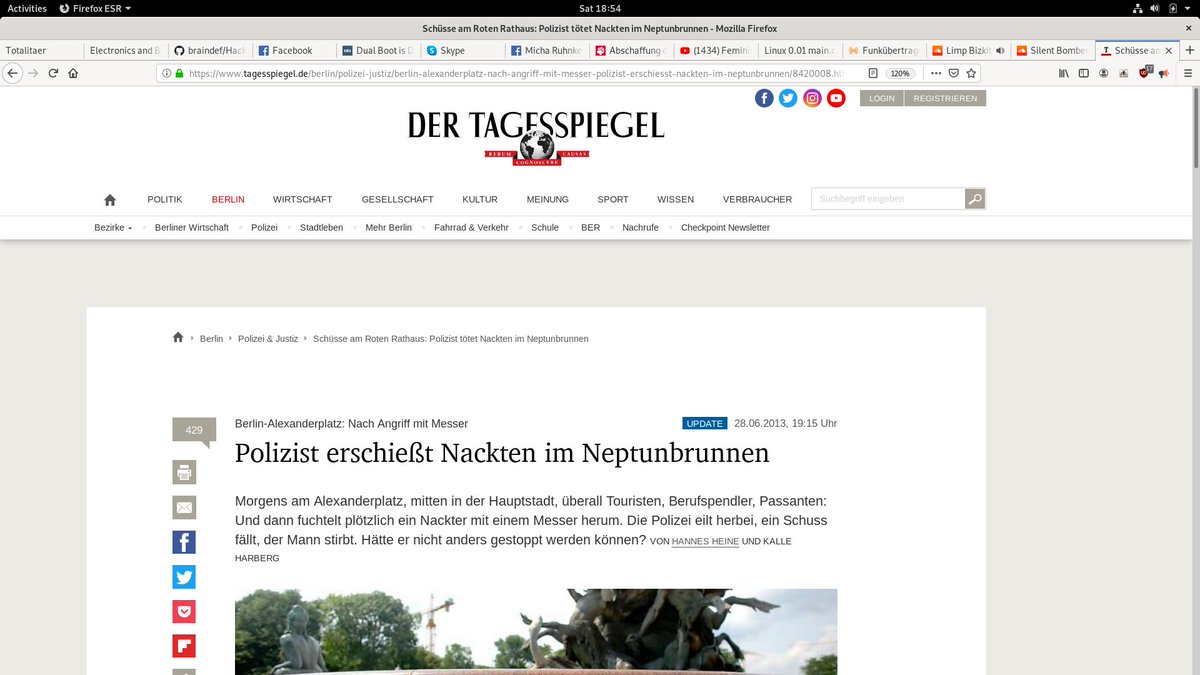 Activities Firefox ESR Sat 18:54
Schüsse am Roten Rathaus: Polizist tötet Nackten im Neptunbrunnen - Mozilla Firefox
Totalitaer Electronics and B braindef/Hac Facebook Dual Boot is D Skype Micha Ruhnke Abschaffung d (1434) Femini Linux 0.01 main.c Funkübertrag Limp Bizkit Silent Bombe Schüsse am
https://www.tagesspiegel.de/berlin/polizei-justiz/berlin-alexanderplatz-nach-angriff-mit-messer-polizist-erschiesst-nackten-im-neptunbrunnen/8420008.ht 120% 17
LOGIN REGISTRIEREN
DER TAGESSPIEGEL
RERUM COGNOSCERE CAUSAS
POLITIK BERLIN WIRTSCHAFT GESELLSCHAFT KULTUR MEINUNG SPORT WISSEN VERBRAUCHER Suchbegriff eingeben
Bezirke Berliner Wirtschaft Polizei Stadtleben Mehr Berlin Fahrrad & Verkehr Schule BER Nachrufe Checkpoint Newsletter
Berlin Polizei & Justiz Schüsse am Roten Rathaus: Polizist tötet Nackten im Neptunbrunnen
429
Berlin-Alexanderplatz: Nach Angriff mit Messer UPDATE 28.06.2013, 19:15 Uhr
Polizist erschießt Nackten im Neptunbrunnen
Morgens am Alexanderplatz, mitten in der Hauptstadt, überall Touristen, Berufspendler, Passanten:
Und dann fuchtelt plötzlich ein Nackter mit einem Messer herum. Die Polizei eilt herbei, ein Schuss
fällt, der Mann stirbt. Hätte er nicht anders gestoppt werden können? VON HANNES HEINE UND KALLE
HARBERG